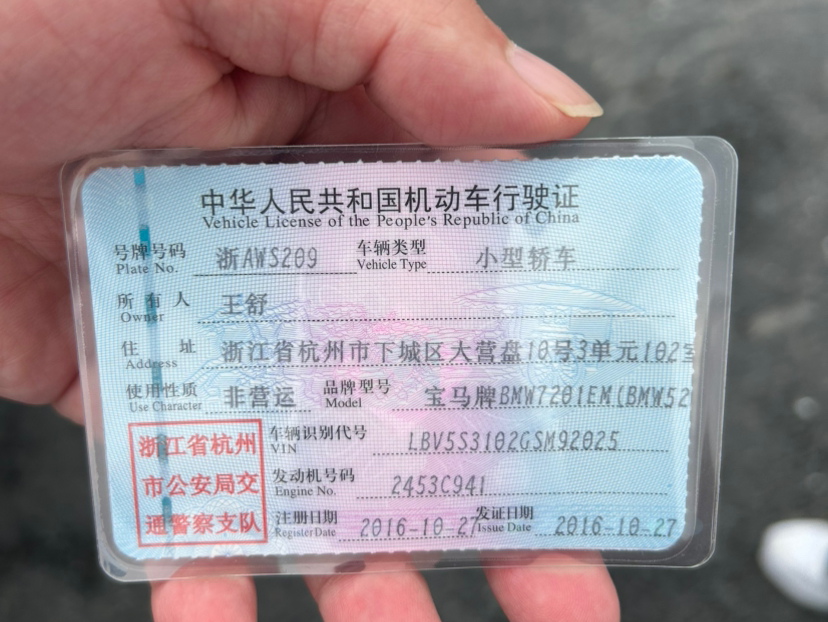 中华人民共和国机动车行驶证
Vehicle License of the People's Republic of China
号牌号码 浙AWS209 车辆类型 小型轿车
Plate No. Vehicle Type
所有人 王舒
Owner
住址 浙江省杭州市下城区大营盘10号3单元102室
Address
使用性质 非营运 品牌型号 宝马牌BMW7201EM(BMW52
Use Character Model
浙江省杭州 车辆识别代号 LBV5S3102GSM92025
VIN
市公安局交 发动机号码 2453C941
Engine No.
通警察支队 注册日期 2016-10-27 发证日期 2016-10-27
Register Date Issue Date